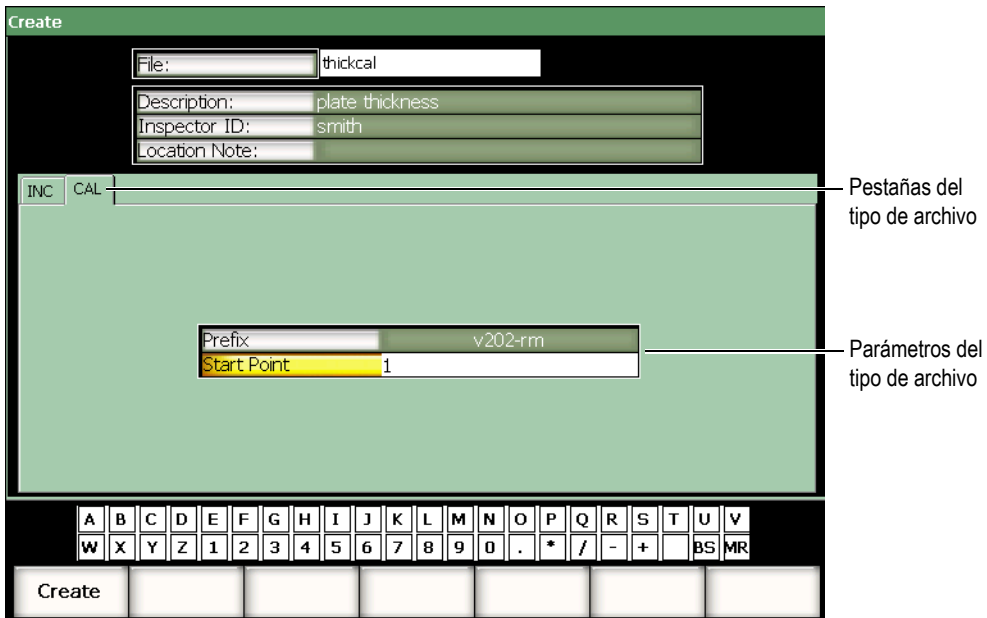 Create
File: thickcal
Description: plate thickness
Inspector ID: smith
Location Note:
INC CAL
Pestañas del
tipo de archivo
Prefix v202-rm
Start Point 1
Parámetros del
tipo de archivo
A B C D E F G H I J K L M N O P Q R S T U V
W X Y Z 1 2 3 4 5 6 7 8 9 0 . * / - + BS MR
Create